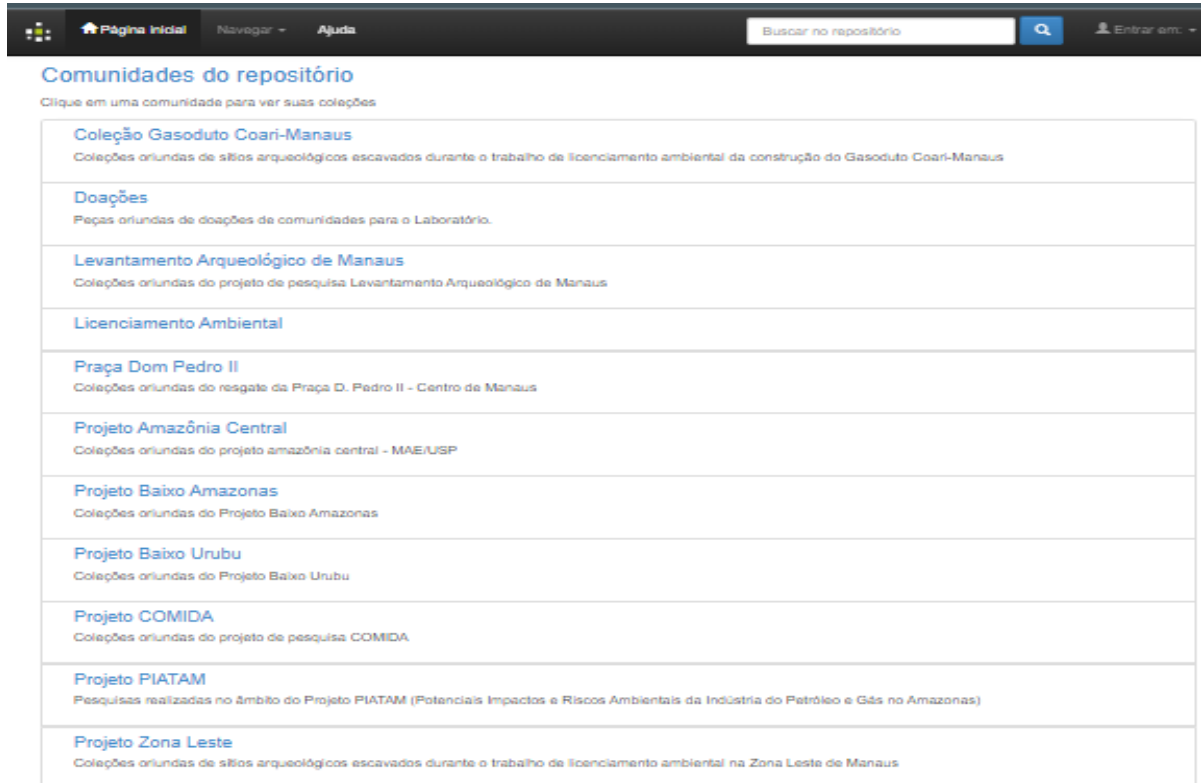 Página inicial Navegar Ajuda Buscar no repositório Entrar em:
Comunidades do repositório
Clique em uma comunidade para ver suas coleções
Coleção Gasoduto Coari-Manaus
Coleções oriundas de sítios arqueológicos escavados durante o trabalho de licenciamento ambiental da construção do Gasoduto Coari-Manaus
Doações
Peças oriundas de doações de comunidades para o Laboratório.
Levantamento Arqueológico de Manaus
Coleções oriundas do projeto de pesquisa Levantamento Arqueológico de Manaus
Licenciamento Ambiental
Praça Dom Pedro II
Coleções oriundas do resgate da Praça D. Pedro II - Centro de Manaus
Projeto Amazônia Central
Coleções oriundas do projeto amazônia central - MAE/USP
Projeto Baixo Amazonas
Coleções oriundas do Projeto Baixo Amazonas
Projeto Baixo Urubu
Coleções oriundas do Projeto Baixo Urubu
Projeto COMIDA
Coleções oriundas do projeto de pesquisa COMIDA
Projeto PIATAM
Pesquisas realizadas no âmbito do Projeto PIATAM (Potenciais Impactos e Riscos Ambientais da Indústria do Petróleo e Gás no Amazonas)
Projeto Zona Leste
Coleções oriundas de sítios arqueológicos escavados durante o trabalho de licenciamento ambiental na Zona Leste de Manaus